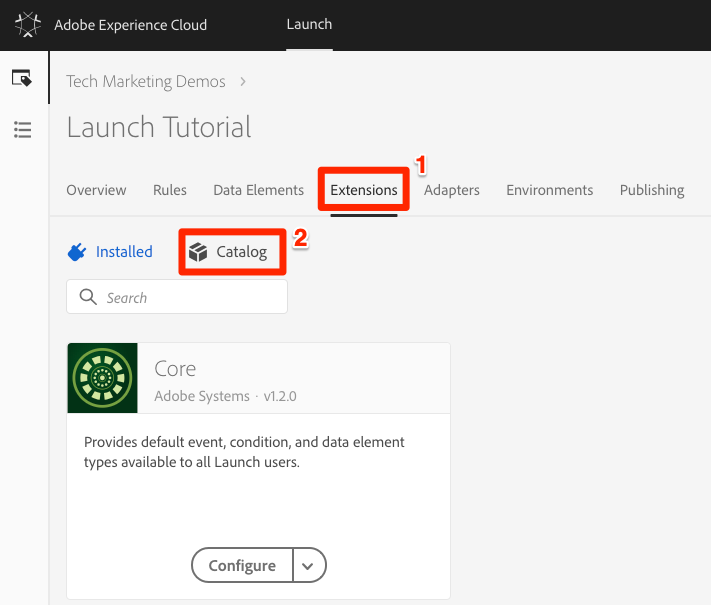 Adobe Experience Cloud Launch
Tech Marketing Demos >
Launch Tutorial
1
Overview Rules Data Elements Extensions Adapters Environments Publishing
2
Installed Catalog
Search
Core
Adobe Systems · v1.2.0
Provides default event, condition, and data element
types available to all Launch users.
Configure